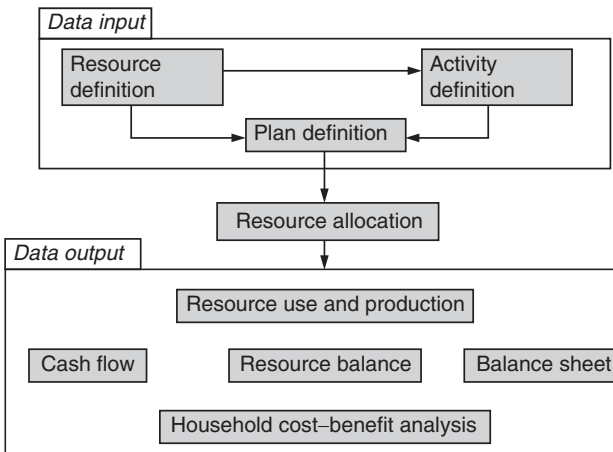 Data input
Resource
definition
Activity
definition
Plan definition
Resource allocation
Data output
Resource use and production
Cash flow
Resource balance
Balance sheet
Household cost–benefit analysis